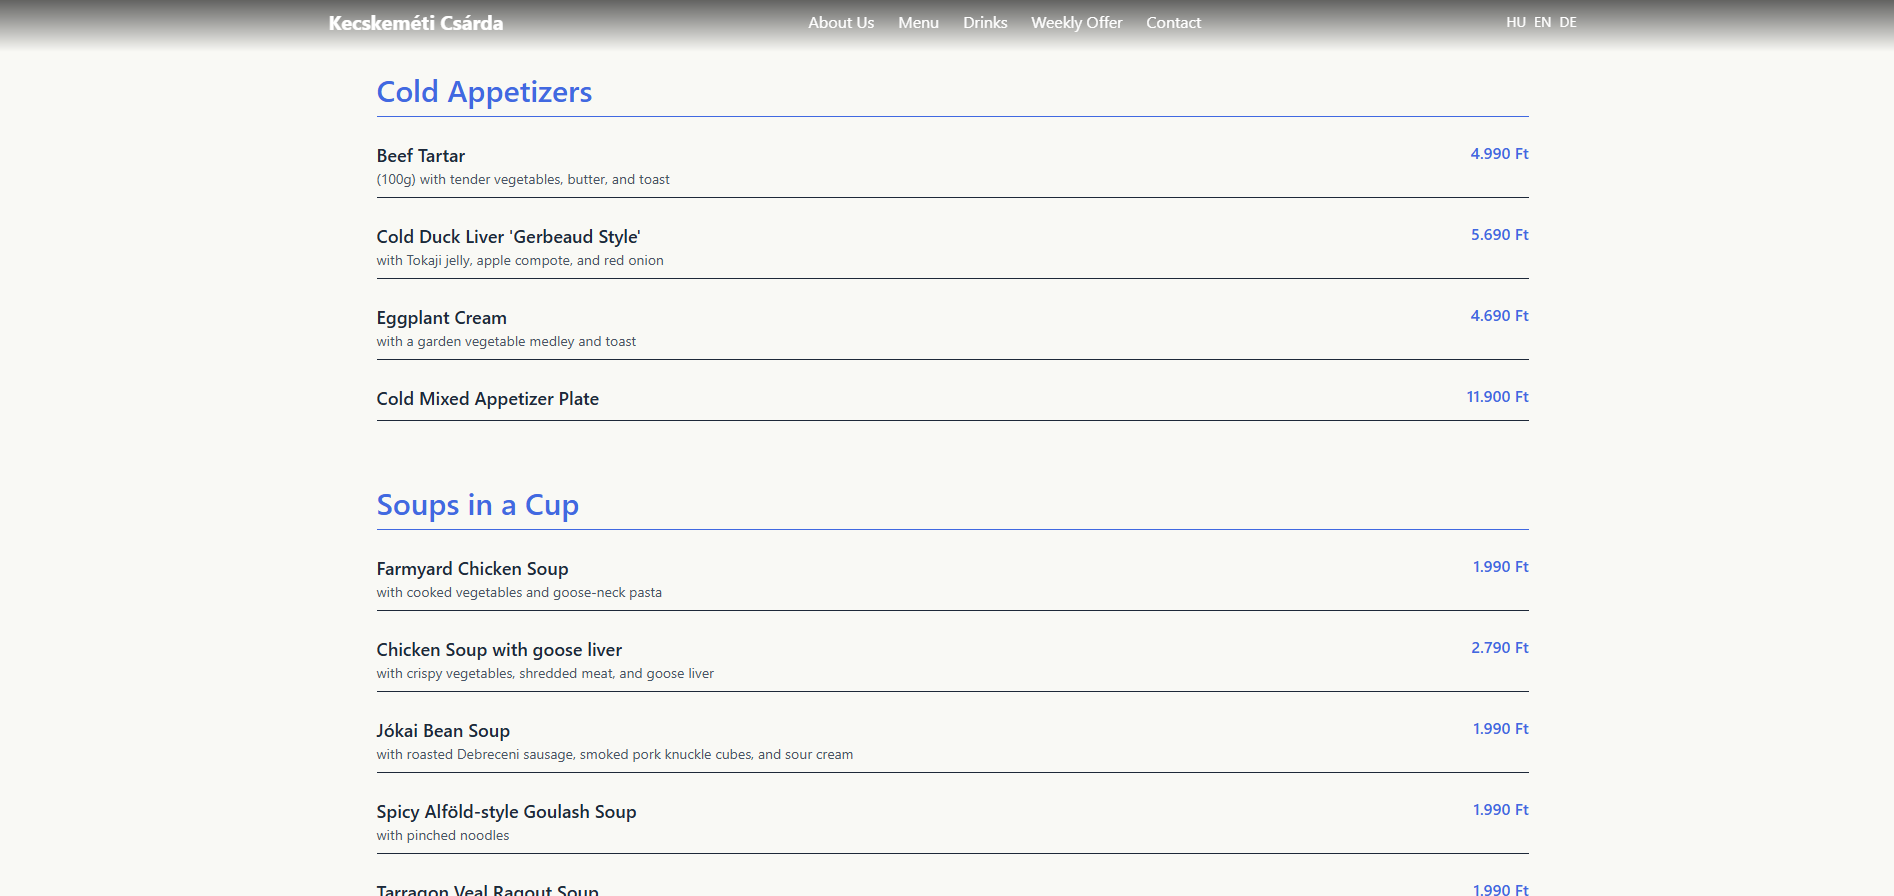 Kecskeméti Csárda
About Us Menu Drinks Weekly Offer Contact
HU EN DE
Cold Appetizers
Beef Tartar 4.990 Ft
(100g) with tender vegetables, butter, and toast
Cold Duck Liver 'Gerbeaud Style' 5.690 Ft
with Tokaji jelly, apple compote, and red onion
Eggplant Cream 4.690 Ft
with a garden vegetable medley and toast
Cold Mixed Appetizer Plate 11.900 Ft
Soups in a Cup
Farmyard Chicken Soup 1.990 Ft
with cooked vegetables and goose-neck pasta
Chicken Soup with goose liver 2.790 Ft
with crispy vegetables, shredded meat, and goose liver
Jókai Bean Soup 1.990 Ft
with roasted Debreceni sausage, smoked pork knuckle cubes, and sour cream
Spicy Alföld-style Goulash Soup 1.990 Ft
with pinched noodles
Tarragon Veal Ragout Soup 1.990 Ft